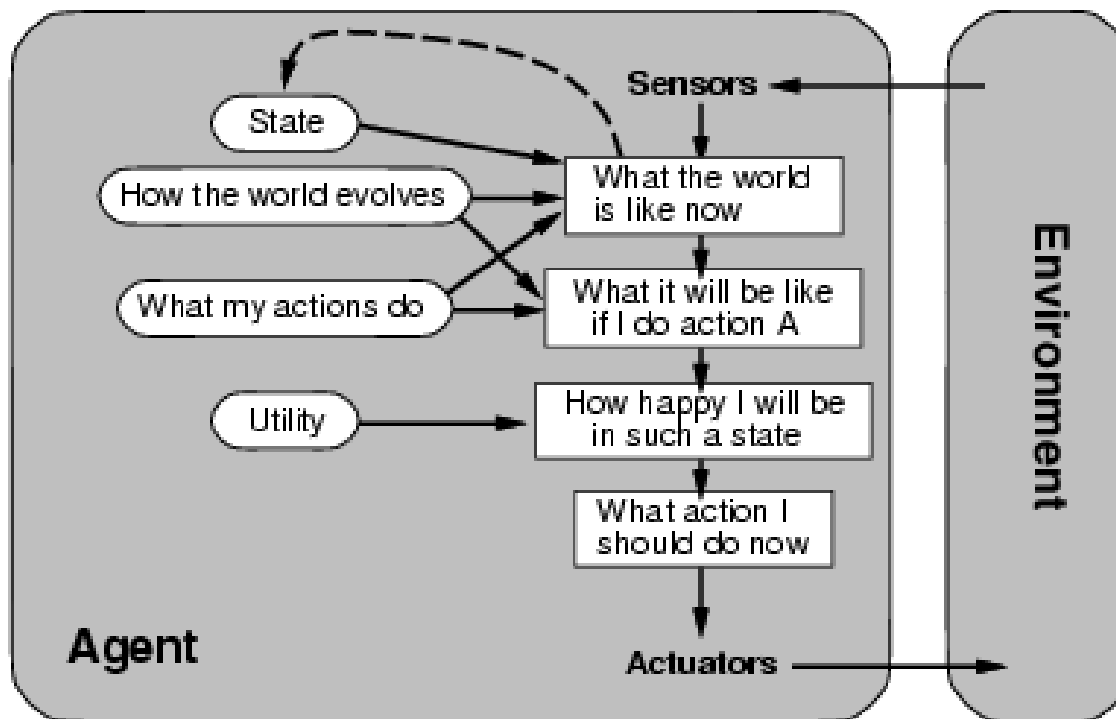 Sensors
State
What the world
is like now
How the world evolves
What it will be like
if I do action A
What my actions do
How happy I will be
in such a state
Utility
What action I
should do now
Agent
Actuators
Environment